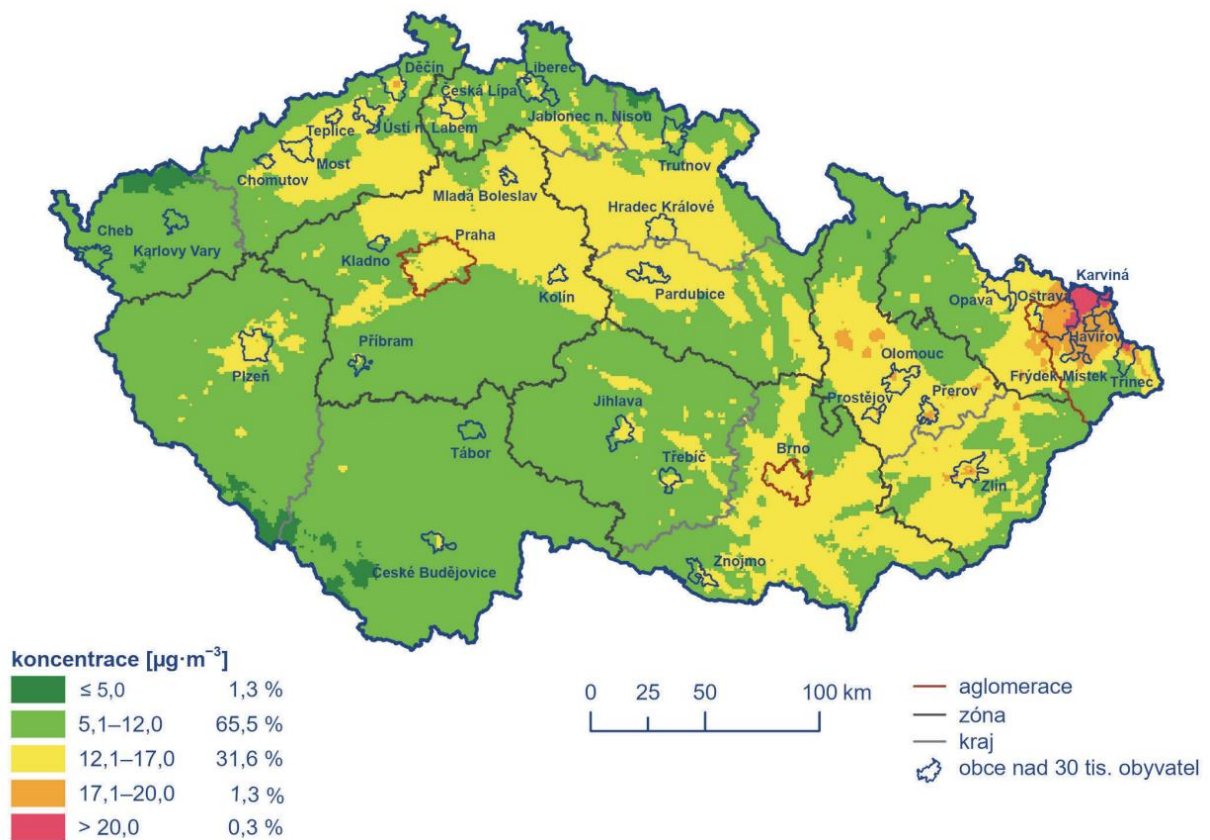 Děčín
Liberec
Česká Lípa
Jablonec n. Nisou
Teplice
Ústí n. Labem
Most
Chomutov
Trutnov
Mladá Boleslav
Hradec Králové
Cheb
Karlovy Vary
Kladno
Praha
Kolín
Pardubice
Karviná
Opava
Ostrava
Havířov
Příbram
Plzeň
Olomouc
Frýdek Místek
Třinec
Prostějov
Přerov
Jihlava
Tábor
Třebíč
Brno
Zlín
České Budějovice
Znojmo
koncentrace [µg·m⁻³]
≤ 5,0 1,3 %
5,1–12,0 65,5 %
12,1–17,0 31,6 %
17,1–20,0 1,3 %
> 20,0 0,3 %
0 25 50 100 km
aglomerace
zóna
kraj
obce nad 30 tis. obyvatel